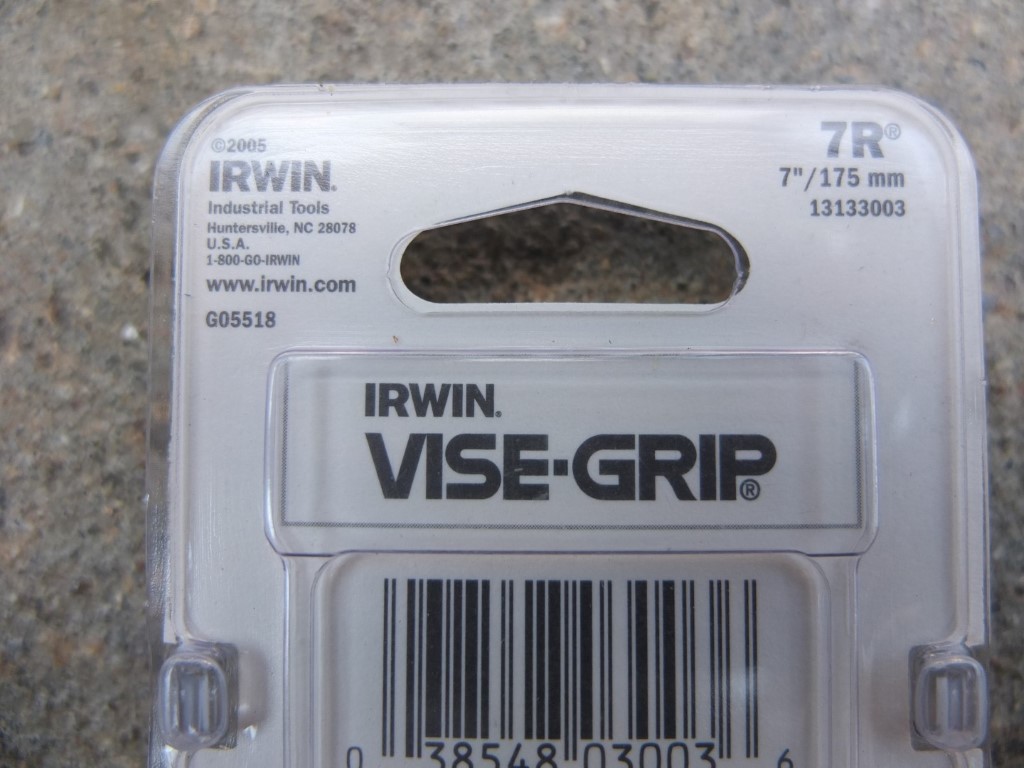 ©2005
IRWIN.
Industrial Tools
Huntersville, NC 28078
U.S.A.
1-800-GO-IRWIN
www.irwin.com
G05518
7R®
7"/175 mm
13133003
IRWIN.
VISE-GRIP®
0 38548 03003 6